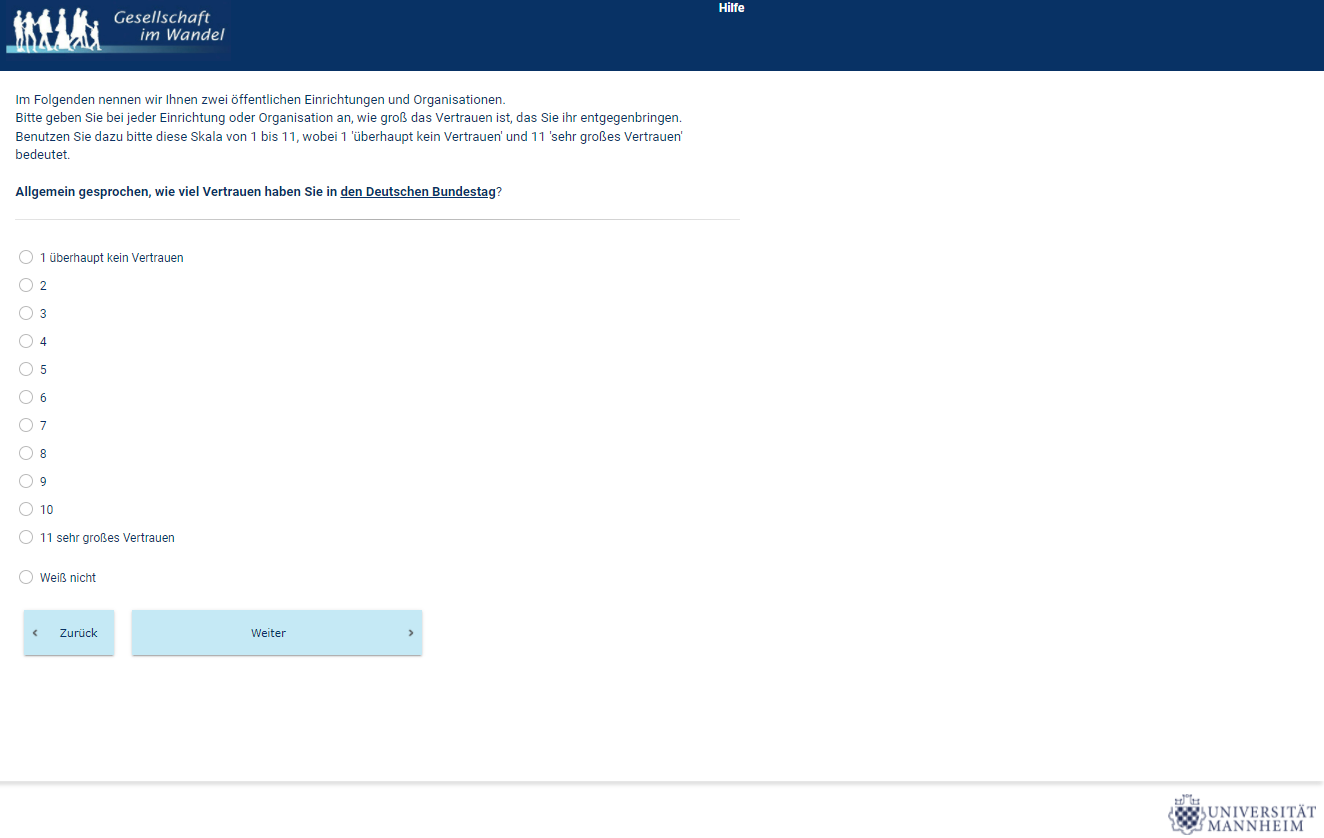 Gesellschaft
im Wandel
Hilfe
Im Folgenden nennen wir Ihnen zwei öffentlichen Einrichtungen und Organisationen.
Bitte geben Sie bei jeder Einrichtung oder Organisation an, wie groß das Vertrauen ist, das Sie ihr entgegenbringen.
Benutzen Sie dazu bitte diese Skala von 1 bis 11, wobei 1 'überhaupt kein Vertrauen' und 11 'sehr großes Vertrauen'
bedeutet.
Allgemein gesprochen, wie viel Vertrauen haben Sie in den Deutschen Bundestag?
1 überhaupt kein Vertrauen
2
3
4
5
6
7
8
9
10
11 sehr großes Vertrauen
Weiß nicht
‹ Zurück
Weiter ›
UNIVERSITÄT
MANNHEIM